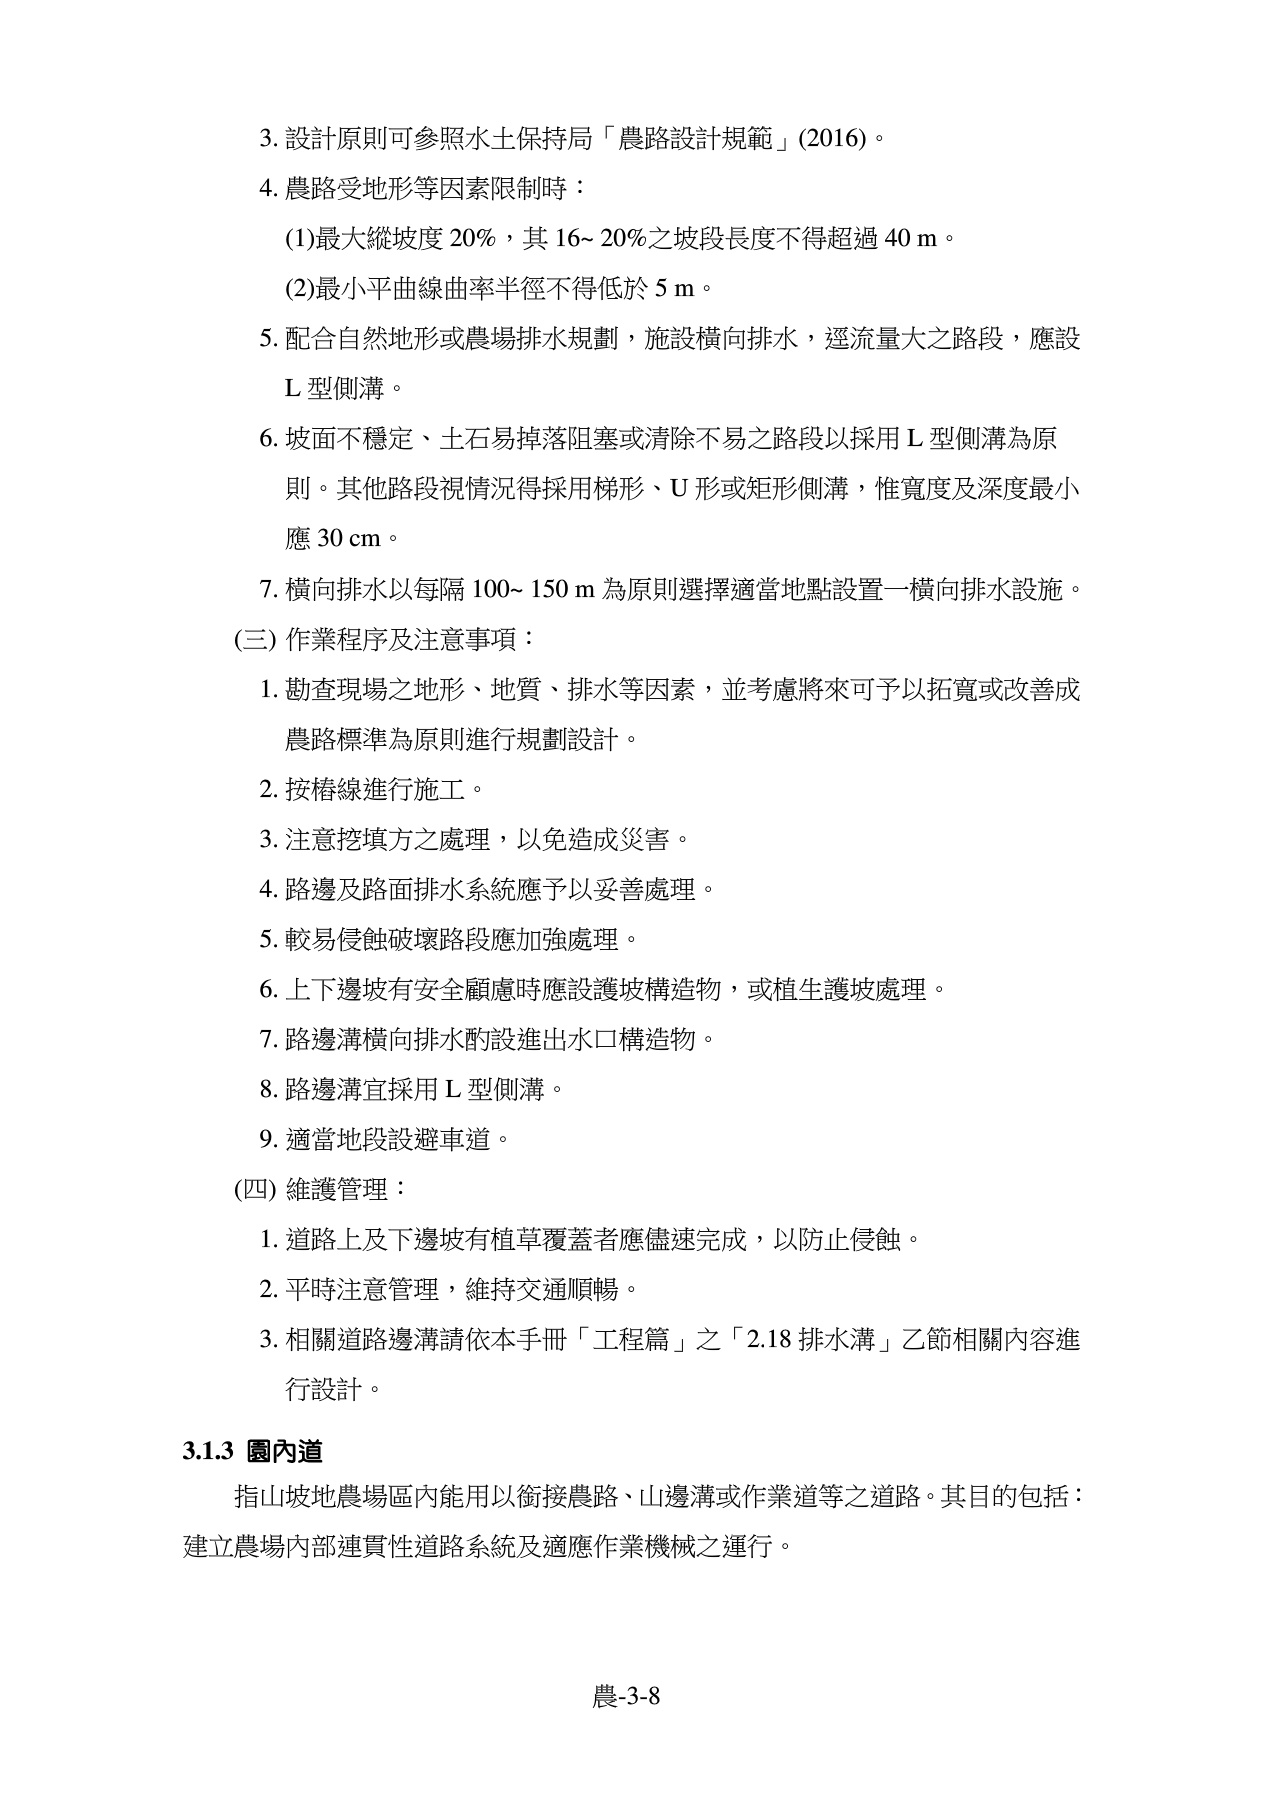 3. 設計原則可參照水土保持局「農路設計規範」(2016)。
4. 農路受地形等因素限制時：
(1)最大縱坡度 20%，其 16~ 20%之坡段長度不得超過 40 m。
(2)最小平曲線曲率半徑不得低於 5 m。
5. 配合自然地形或農場排水規劃，施設橫向排水，逕流量大之路段，應設
L 型側溝。
6. 坡面不穩定、土石易掉落阻塞或清除不易之路段以採用 L 型側溝為原
則。其他路段視情況得採用梯形、U 形或矩形側溝，惟寬度及深度最小
應 30 cm。
7. 橫向排水以每隔 100~ 150 m 為原則選擇適當地點設置一橫向排水設施。
(三) 作業程序及注意事項：
1. 勘查現場之地形、地質、排水等因素，並考慮將來可予以拓寬或改善成
農路標準為原則進行規劃設計。
2. 按樁線進行施工。
3. 注意挖填方之處理，以免造成災害。
4. 路邊及路面排水系統應予以妥善處理。
5. 較易侵蝕破壞路段應加強處理。
6. 上下邊坡有安全顧慮時應設護坡構造物，或植生護坡處理。
7. 路邊溝橫向排水酌設進出水口構造物。
8. 路邊溝宜採用 L 型側溝。
9. 適當地段設避車道。
(四) 維護管理：
1. 道路上及下邊坡有植草覆蓋者應儘速完成，以防止侵蝕。
2. 平時注意管理，維持交通順暢。
3. 相關道路邊溝請依本手冊「工程篇」之「2.18 排水溝」乙節相關內容進
行設計。
3.1.3 園內道
指山坡地農場區內能用以銜接農路、山邊溝或作業道等之道路。其目的包括：
建立農場內部連貫性道路系統及適應作業機械之運行。
農-3-8